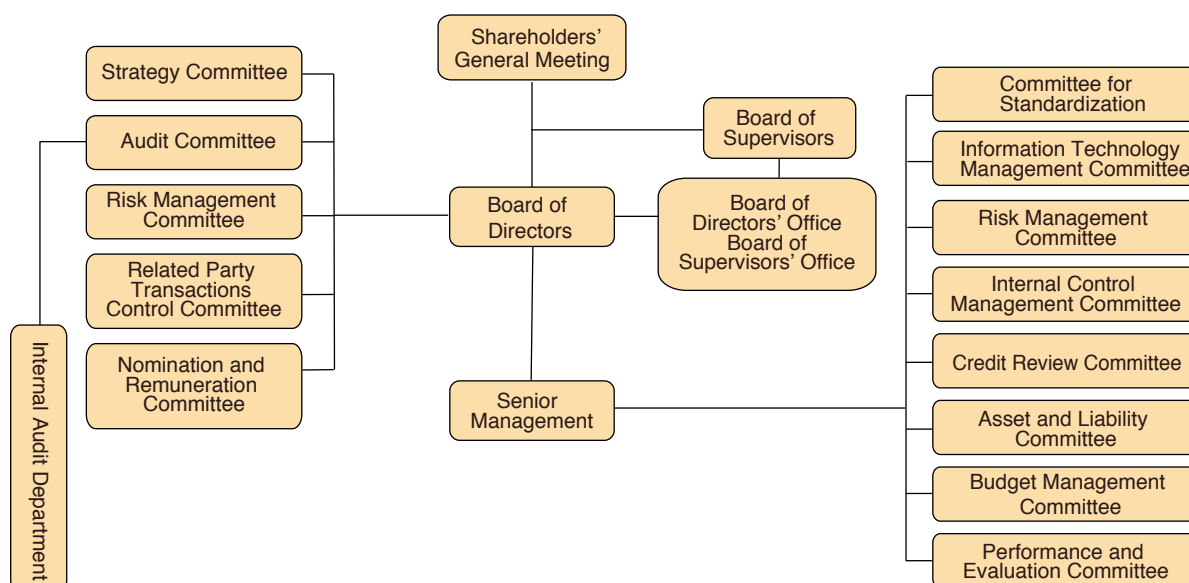 Shareholders'
General Meeting
Strategy Committee
Audit Committee
Risk Management
Committee
Related Party
Transactions
Control Committee
Nomination and
Remuneration
Committee
Internal Audit Department
Board of
Supervisors
Board of
Directors
Board of
Directors' Office
Board of
Supervisors' Office
Senior
Management
Committee for
Standardization
Information Technology
Management Committee
Risk Management
Committee
Internal Control
Management Committee
Credit Review Committee
Asset and Liability
Committee
Budget Management
Committee
Performance and
Evaluation Committee